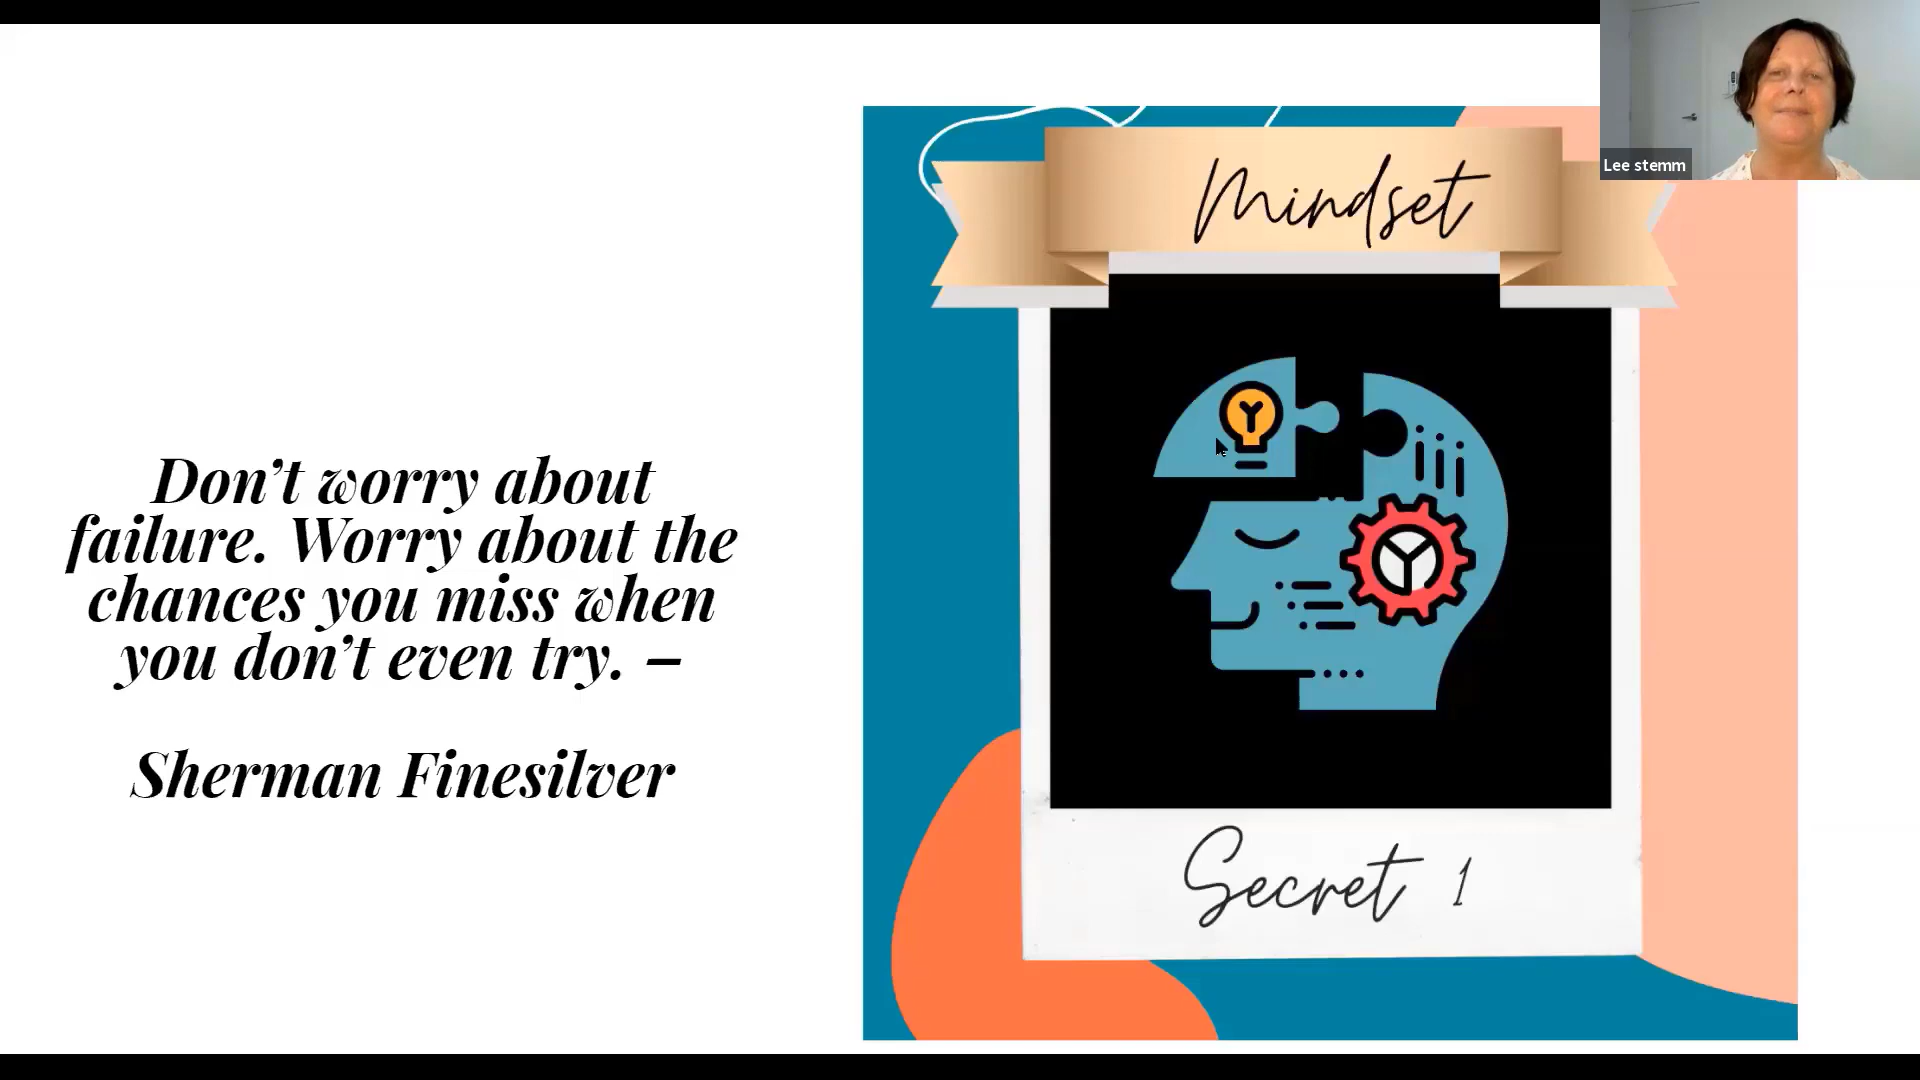 Don’t worry about
failure. Worry about the
chances you miss when
you don’t even try. –
Sherman Finesilver
Mindset
Secret 1
Lee stemm